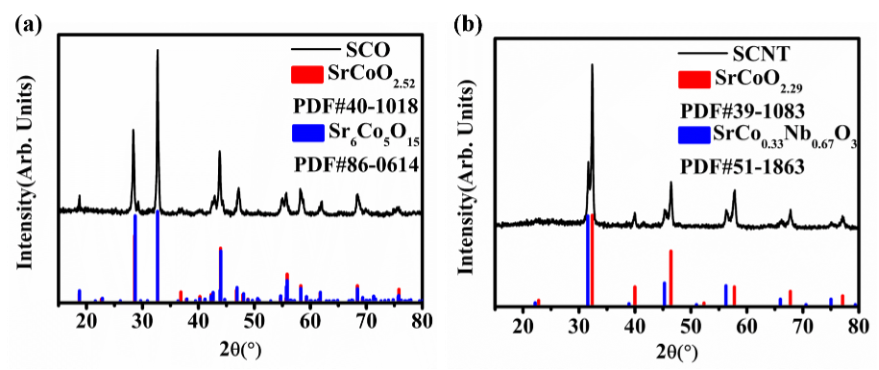 (a)
Intensity(Arb. Units)
SCO
SrCoO2.52
PDF#40-1018
Sr6Co5O15
PDF#86-0614
20 30 40 50 60 70 80
2θ(°)
(b)
Intensity(Arb. Units)
SCNT
SrCoO2.29
PDF#39-1083
SrCo0.33Nb0.67O3
PDF#51-1863
20 30 40 50 60 70 80
2θ(°)